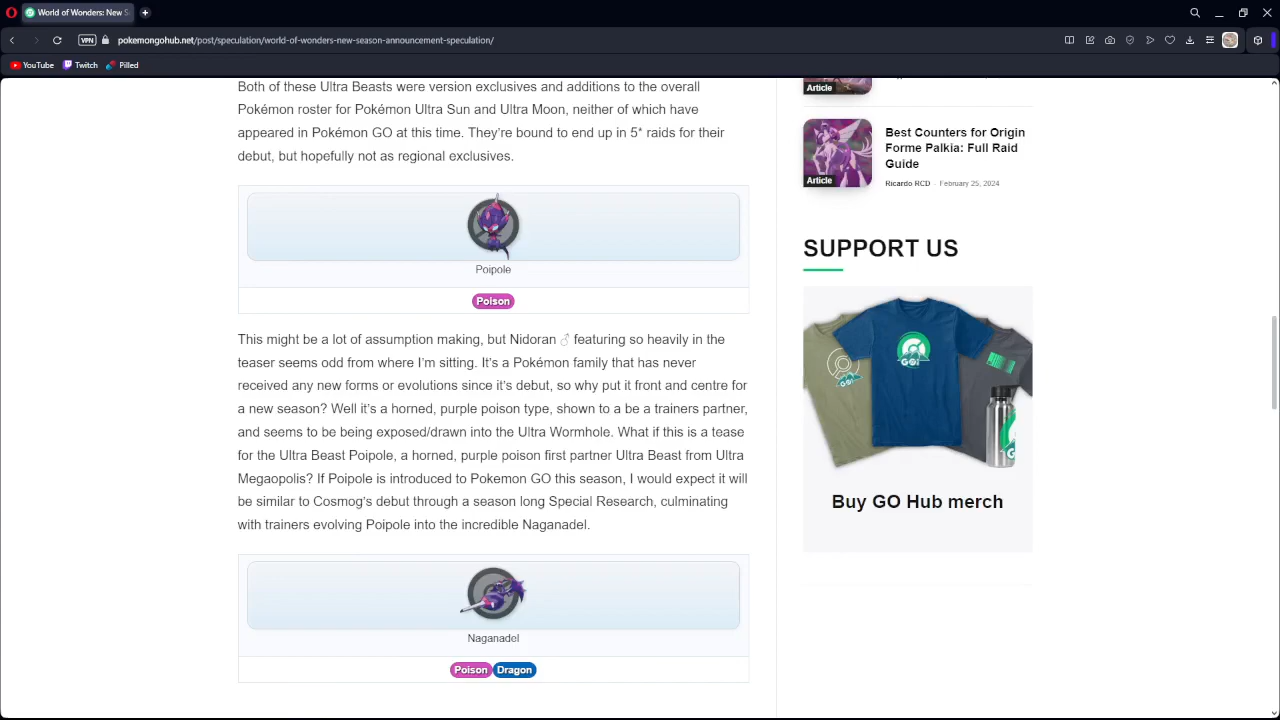 World of Wonders: New S
VPN
pokemongohub.net/post/speculation/world-of-wonders-new-season-announcement-speculation/
YouTube Twitch Pilled
Both of these Ultra Beasts were version exclusives and additions to the overall
Pokémon roster for Pokémon Ultra Sun and Ultra Moon, neither of which have
appeared in Pokémon GO at this time. They're bound to end up in 5* raids for their
debut, but hopefully not as regional exclusives.
Poipole
Poison
This might be a lot of assumption making, but Nidoran ♂ featuring so heavily in the
teaser seems odd from where I'm sitting. It's a Pokémon family that has never
received any new forms or evolutions since it's debut, so why put it front and centre for
a new season? Well it's a horned, purple poison type, shown to a be a trainers partner,
and seems to be being exposed/drawn into the Ultra Wormhole. What if this is a tease
for the Ultra Beast Poipole, a horned, purple poison first partner Ultra Beast from Ultra
Megaopolis? If Poipole is introduced to Pokemon GO this season, I would expect it will
be similar to Cosmog's debut through a season long Special Research, culminating
with trainers evolving Poipole into the incredible Naganadel.
Naganadel
Poison Dragon
Article
Article
Best Counters for Origin
Forme Palkia: Full Raid
Guide
Ricardo RCD - February 25, 2024
SUPPORT US
GO!
GO!
GO!
Buy GO Hub merch